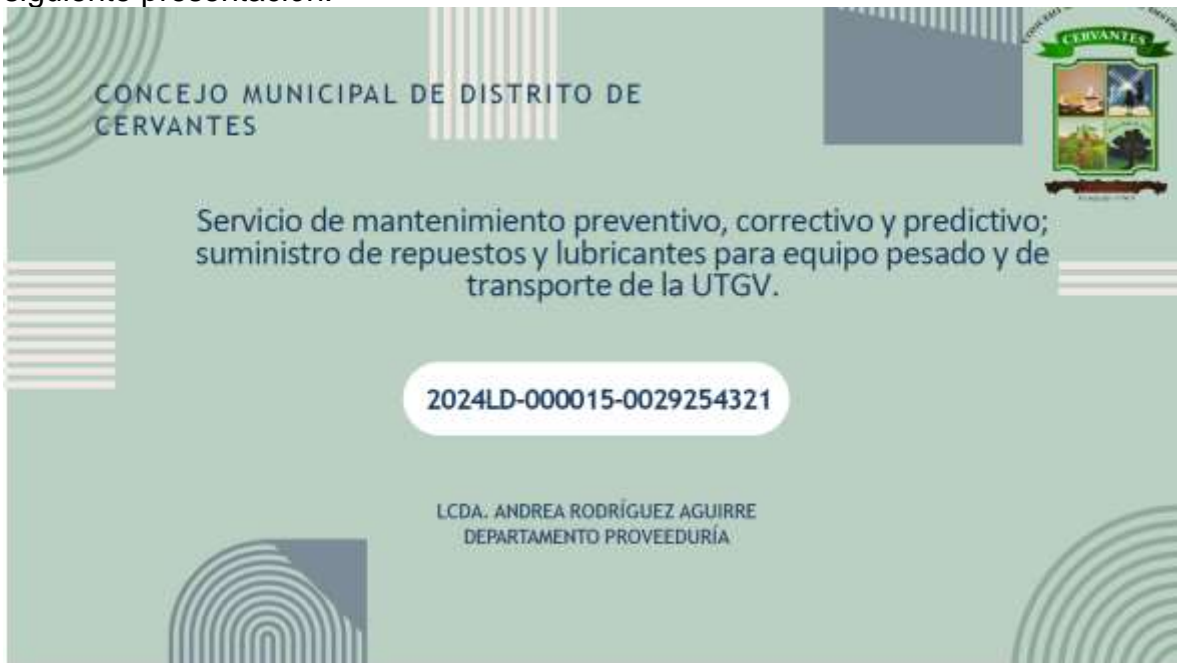 siguiente presentación:
CONCEJO MUNICIPAL DE DISTRITO DE
CERVANTES
CERVANTES
Servicio de mantenimiento preventivo, correctivo y predictivo;
suministro de repuestos y lubricantes para equipo pesado y de
transporte de la UTGV.
2024LD-000015-0029254321
LCDA. ANDREA RODRÍGUEZ AGUIRRE
DEPARTAMENTO PROVEEDURÍA